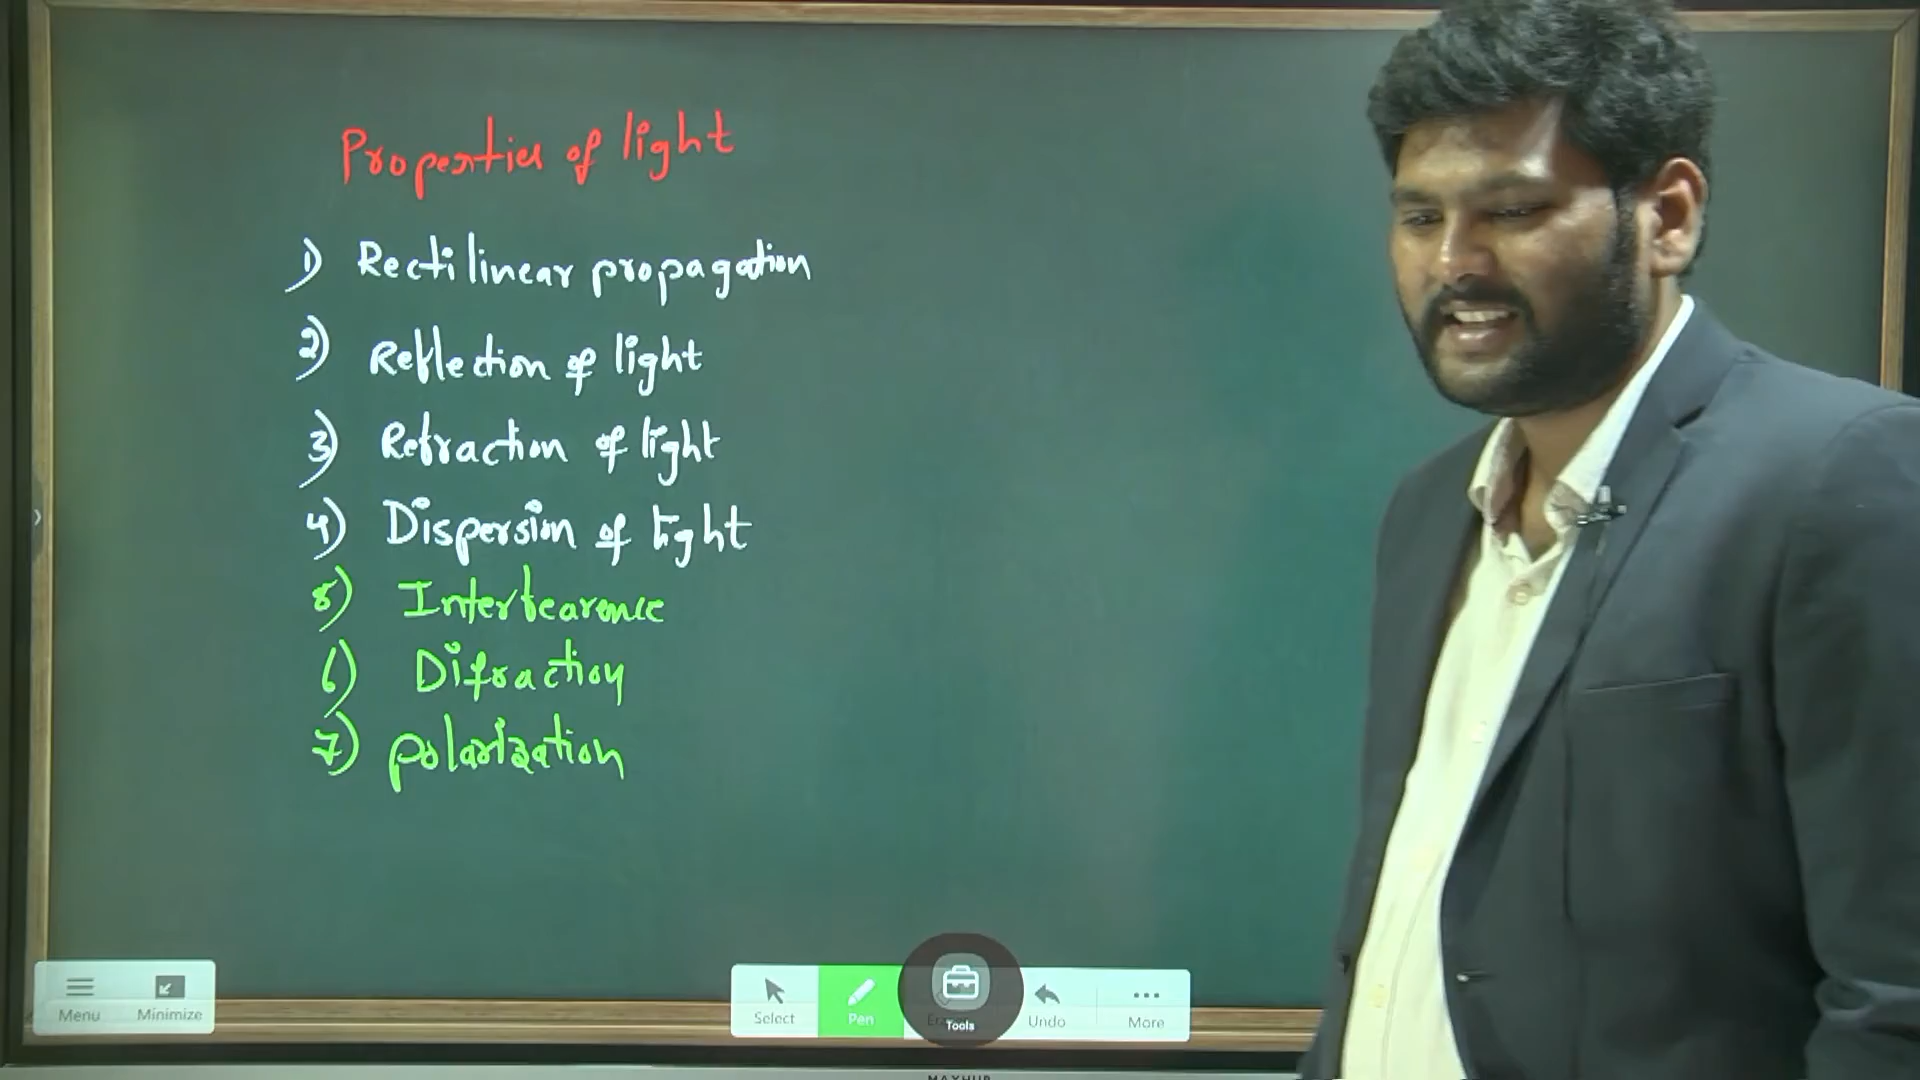 Properties of light
1) Rectilinear propagation
2) Reflection of light
3) Refraction of light
4) Dispersion of light
5) Interfearence
6) Difraction
7) polarization
Menu
Minimize
Select
Pen
Tools
Undo
More
MAXHUB